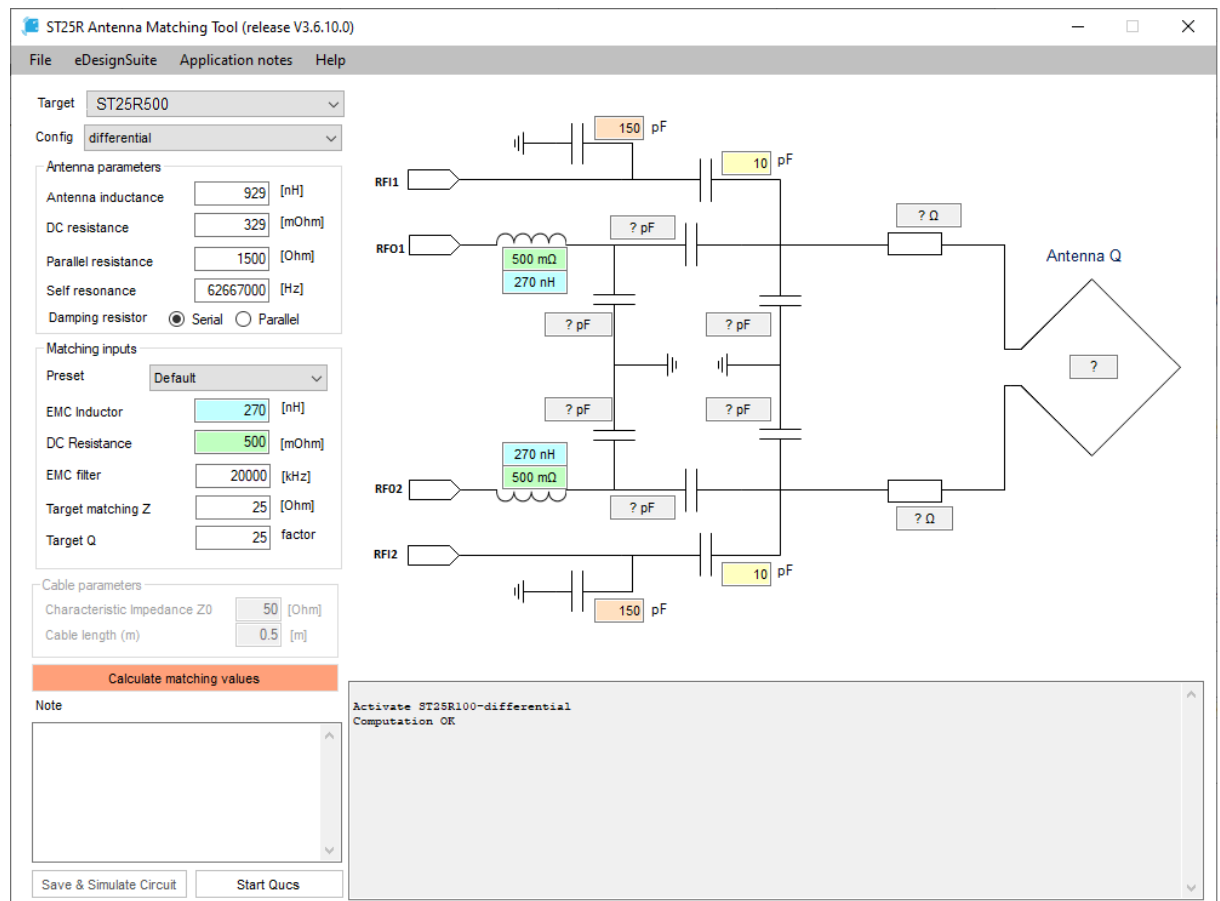 ST25R Antenna Matching Tool (release V3.6.10.0)
File eDesignSuite Application notes Help
Target ST25R500
Config differential
Antenna parameters
Antenna inductance 929 [nH]
DC resistance 329 [mOhm]
Parallel resistance 1500 [Ohm]
Self resonance 62667000 [Hz]
Damping resistor Serial Parallel
Matching inputs
Preset Default
EMC Inductor 270 [nH]
DC Resistance 500 [mOhm]
EMC filter 20000 [kHz]
Target matching Z 25 [Ohm]
Target Q 25 factor
Cable parameters
Characteristic Impedance Z0 50 [Ohm]
Cable length (m) 0.5 [m]
Calculate matching values
Note
Save & Simulate Circuit Start Qucs
150 pF
10 pF
RFI1
? pF
? Ω
RFO1
500 mΩ
270 nH
Antenna Q
? pF
? pF
?
? pF
? pF
270 nH
500 mΩ
RFO2
? pF
? Ω
RFI2
10 pF
150 pF
Activate ST25R100-differential
Computation OK